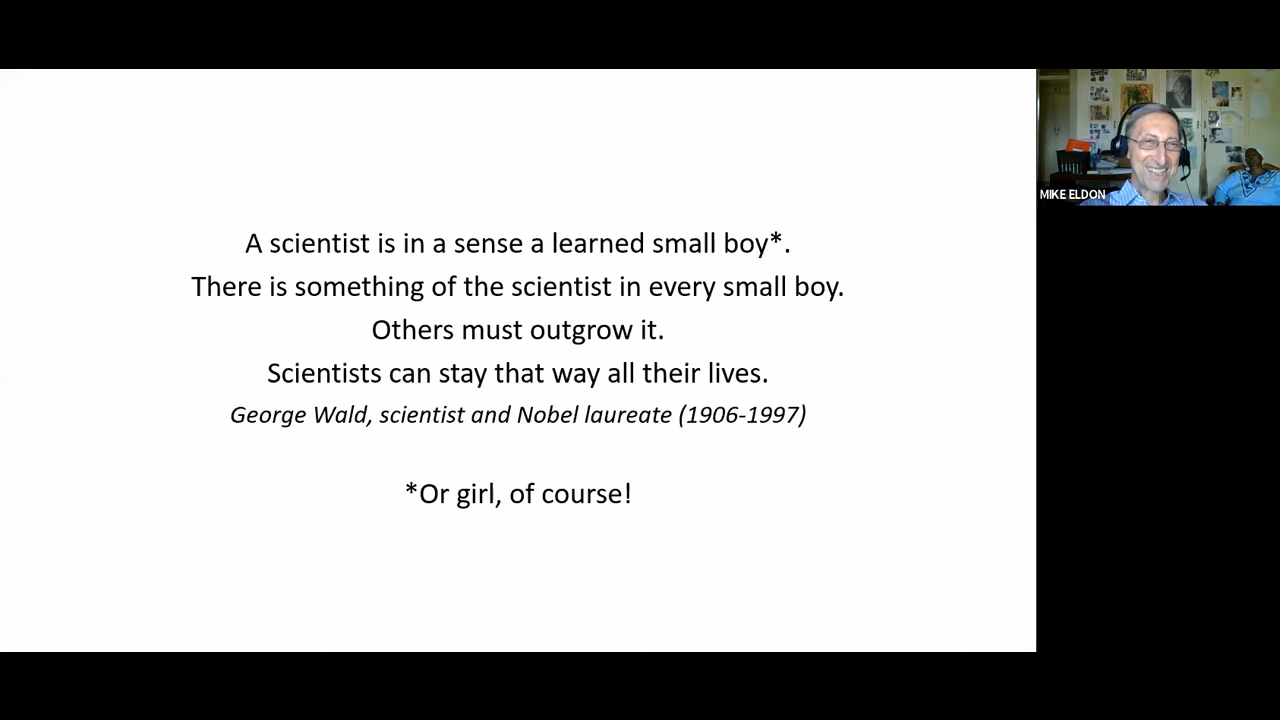 A scientist is in a sense a learned small boy*.
There is something of the scientist in every small boy.
Others must outgrow it.
Scientists can stay that way all their lives.
George Wald, scientist and Nobel laureate (1906-1997)
*Or girl, of course!
MIKE ELDON